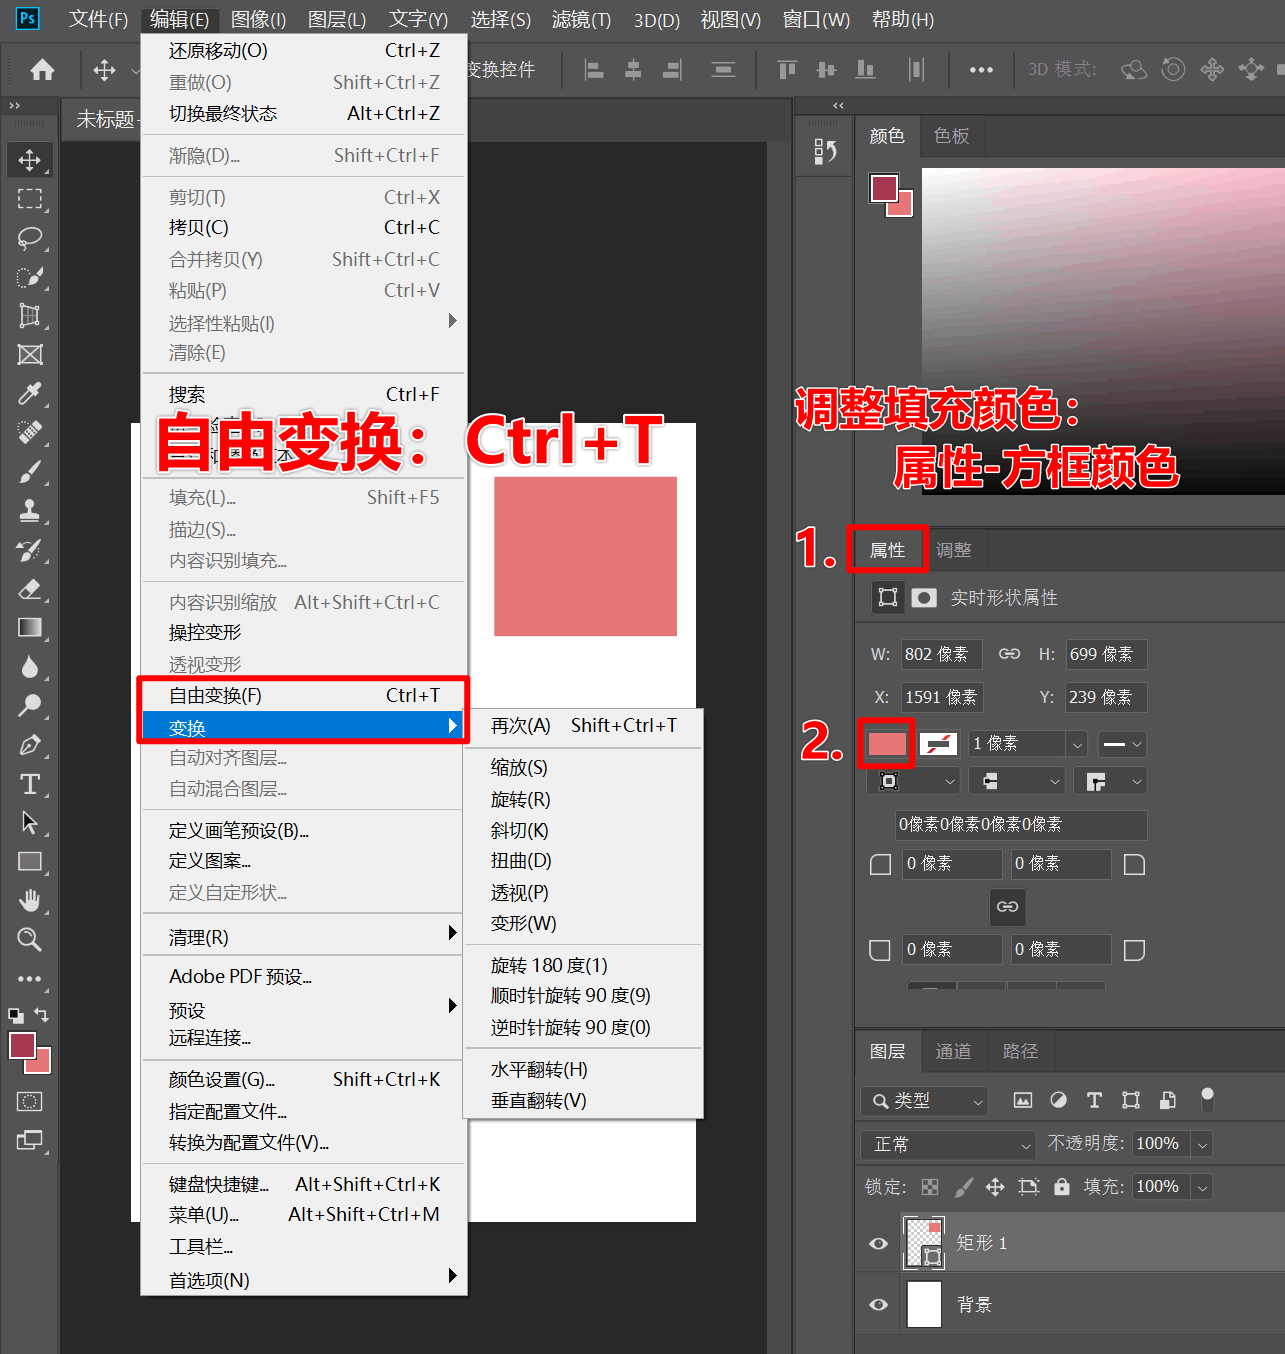 Ps 文件(F) 编辑(E) 图像(I) 图层(L) 文字(Y) 选择(S) 滤镜(T) 3D(D) 视图(V) 窗口(W) 帮助(H)
变换控件 3D 模式:
未标题-
还原移动(O) Ctrl+Z
重做(O) Shift+Ctrl+Z
切换最终状态 Alt+Ctrl+Z
渐隐(D)... Shift+Ctrl+F
剪切(T) Ctrl+X
拷贝(C) Ctrl+C
合并拷贝(Y) Shift+Ctrl+C
粘贴(P) Ctrl+V
选择性粘贴(I)
清除(E)
搜索 Ctrl+F
自由变换：Ctrl+T
填充(L)... Shift+F5
描边(S)...
内容识别填充...
内容识别缩放 Alt+Shift+Ctrl+C
操控变形
透视变形
自由变换(F) Ctrl+T
变换
自动对齐图层...
自动混合图层...
定义画笔预设(B)...
定义图案...
定义自定形状...
清理(R)
Adobe PDF 预设...
预设
远程连接...
颜色设置(G)... Shift+Ctrl+K
指定配置文件...
转换为配置文件(V)...
键盘快捷键... Alt+Shift+Ctrl+K
菜单(U)... Alt+Shift+Ctrl+M
工具栏...
首选项(N)
再次(A) Shift+Ctrl+T
缩放(S)
旋转(R)
斜切(K)
扭曲(D)
透视(P)
变形(W)
旋转 180 度(1)
顺时针旋转 90 度(9)
逆时针旋转 90 度(0)
水平翻转(H)
垂直翻转(V)
颜色 色板
调整填充颜色：
属性-方框颜色
1.
属性 调整
实时形状属性
W: 802 像素 H: 699 像素
X: 1591 像素 Y: 239 像素
2.
1 像素
0像素0像素0像素0像素
0 像素 0 像素
0 像素 0 像素
图层 通道 路径
类型
正常 不透明度: 100%
锁定: 填充: 100%
矩形 1
背景